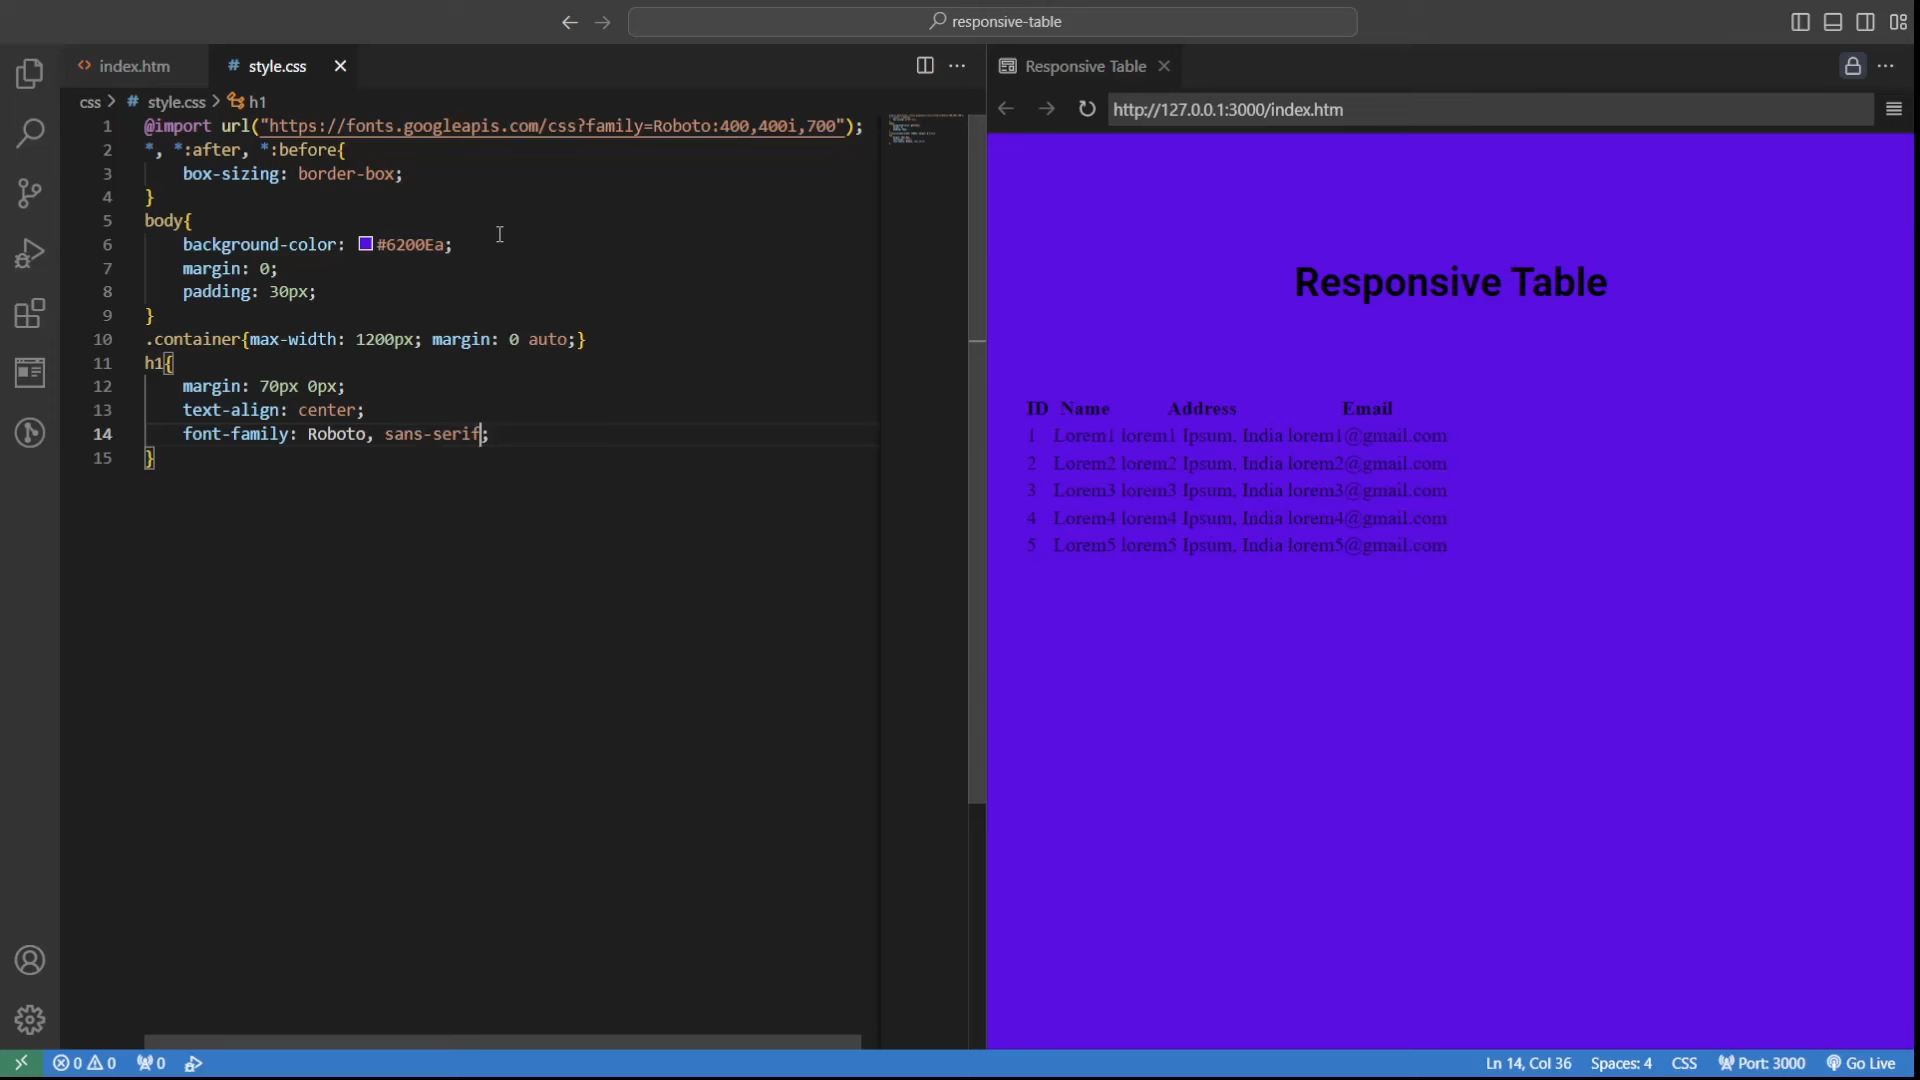 responsive-table
index.htm
# style.css
Responsive Table
css > # style.css > h1
http://127.0.0.1:3000/index.htm
1 @import url("https://fonts.googleapis.com/css?family=Roboto:400,400i,700");
2 *, *:after, *:before{
3 box-sizing: border-box;
4 }
5 body{
6 background-color: #6200Ea;
7 margin: 0;
8 padding: 30px;
9 }
10 .container{max-width: 1200px; margin: 0 auto;}
11 h1{
12 margin: 70px 0px;
13 text-align: center;
14 font-family: Roboto, sans-serif;
15 }
Responsive Table
ID Name Address Email
1 Lorem1 lorem1 Ipsum, India lorem1@gmail.com
2 Lorem2 lorem2 Ipsum, India lorem2@gmail.com
3 Lorem3 lorem3 Ipsum, India lorem3@gmail.com
4 Lorem4 lorem4 Ipsum, India lorem4@gmail.com
5 Lorem5 lorem5 Ipsum, India lorem5@gmail.com
0 0 0 Ln 14, Col 36 Spaces: 4 CSS Port: 3000 Go Live